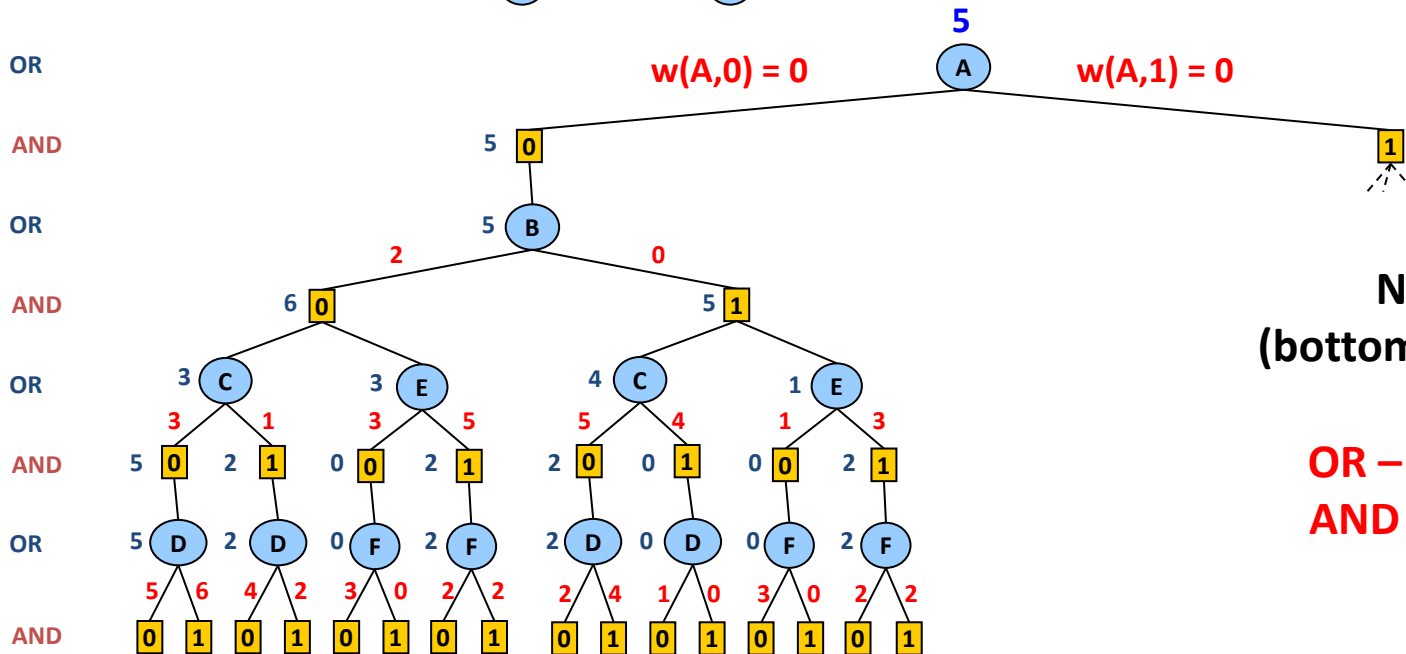 5
OR w(A,0) = 0 A w(A,1) = 0
AND 5 0 1
OR 5 B
2 0
AND 6 0 5 1
N
(bottom
OR 3 C 3 E 4 C 1 E
3 1 3 5 5 4 1 3
AND 5 0 2 1 0 0 2 1 2 0 0 1 0 0 2 1
OR –
AND
OR 5 D 2 D 0 F 2 F 2 D 0 D 0 F 2 F
5 6 4 2 3 0 2 2 2 4 1 0 3 0 2 2
AND 0 1 0 1 0 1 0 1 0 1 0 1 0 1 0 1